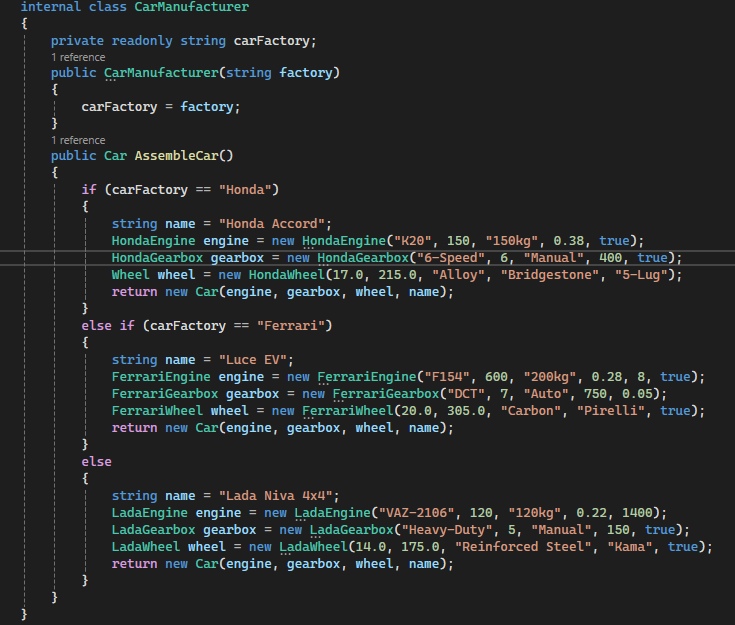 internal class CarManufacturer
{
private readonly string carFactory;
1 reference
public CarManufacturer(string factory)
{
carFactory = factory;
}
1 reference
public Car AssembleCar()
{
if (carFactory == "Honda")
{
string name = "Honda Accord";
HondaEngine engine = new HondaEngine("K20", 150, "150kg", 0.38, true);
HondaGearbox gearbox = new HondaGearbox("6-Speed", 6, "Manual", 400, true);
Wheel wheel = new HondaWheel(17.0, 215.0, "Alloy", "Bridgestone", "5-Lug");
return new Car(engine, gearbox, wheel, name);
}
else if (carFactory == "Ferrari")
{
string name = "Luce EV";
FerrariEngine engine = new FerrariEngine("F154", 600, "200kg", 0.28, 8, true);
FerrariGearbox gearbox = new FerrariGearbox("DCT", 7, "Auto", 750, 0.05);
FerrariWheel wheel = new FerrariWheel(20.0, 305.0, "Carbon", "Pirelli", true);
return new Car(engine, gearbox, wheel, name);
}
else
{
string name = "Lada Niva 4x4";
LadaEngine engine = new LadaEngine("VAZ-2106", 120, "120kg", 0.22, 1400);
LadaGearbox gearbox = new LadaGearbox("Heavy-Duty", 5, "Manual", 150, true);
LadaWheel wheel = new LadaWheel(14.0, 175.0, "Reinforced Steel", "Kama", true);
return new Car(engine, gearbox, wheel, name);
}
}
}